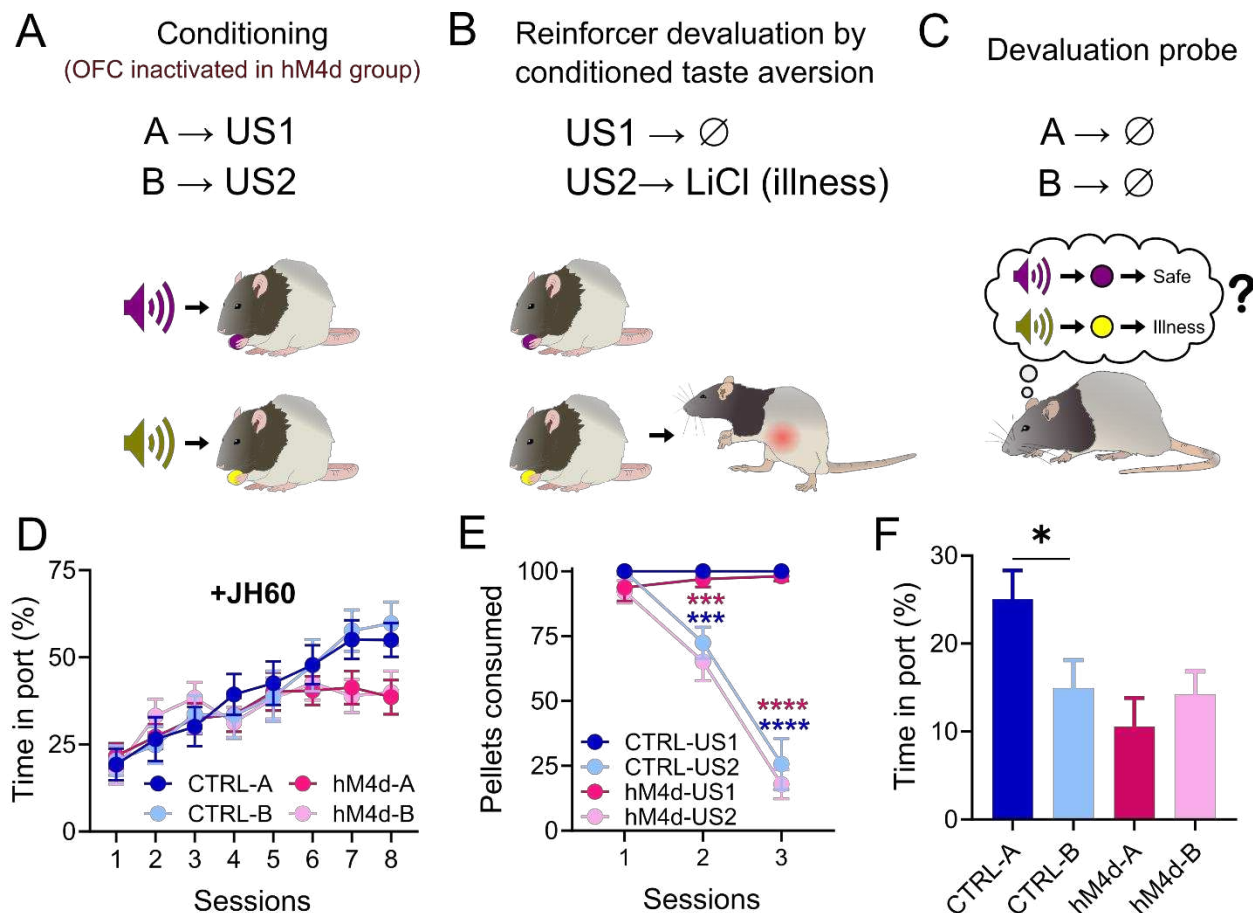 A
Conditioning
(OFC inactivated in hM4d group)
A → US1
B → US2
B
Reinforcer devaluation by
conditioned taste aversion
US1 → ∅
US2→ LiCl (illness)
C
Devaluation probe
A → ∅
B → ∅
Safe
Illness
?
D
+JH60
Time in port (%)
75
50
25
0
CTRL-A
hM4d-A
CTRL-B
hM4d-B
1 2 3 4 5 6 7 8
Sessions
E
Pellets consumed
100
75
50
25
0
***
***
****
****
CTRL-US1
CTRL-US2
hM4d-US1
hM4d-US2
1 2 3
Sessions
F
Time in port (%)
30
20
10
0
*
CTRL-A
CTRL-B
hM4d-A
hM4d-B